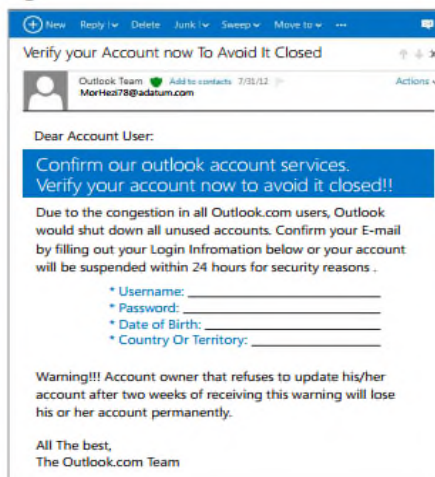 New Reply Delete Junk Sweep Move to ...
Verify your Account now To Avoid It Closed
Outlook Team Add to contacts 7/31/12
Actions
MorHezi78@adatum.com
Dear Account User:
Confirm our outlook account services.
Verify your account now to avoid it closed!!
Due to the congestion in all Outlook.com users, Outlook
would shut down all unused accounts. Confirm your E-mail
by filling out your Login Infromation below or your account
will be suspended within 24 hours for security reasons .
* Username:
* Password:
* Date of Birth:
* Country Or Territory:
Warning!!! Account owner that refuses to update his/her
account after two weeks of receiving this warning will lose
his or her account permanently.
All The best,
The Outlook.com Team